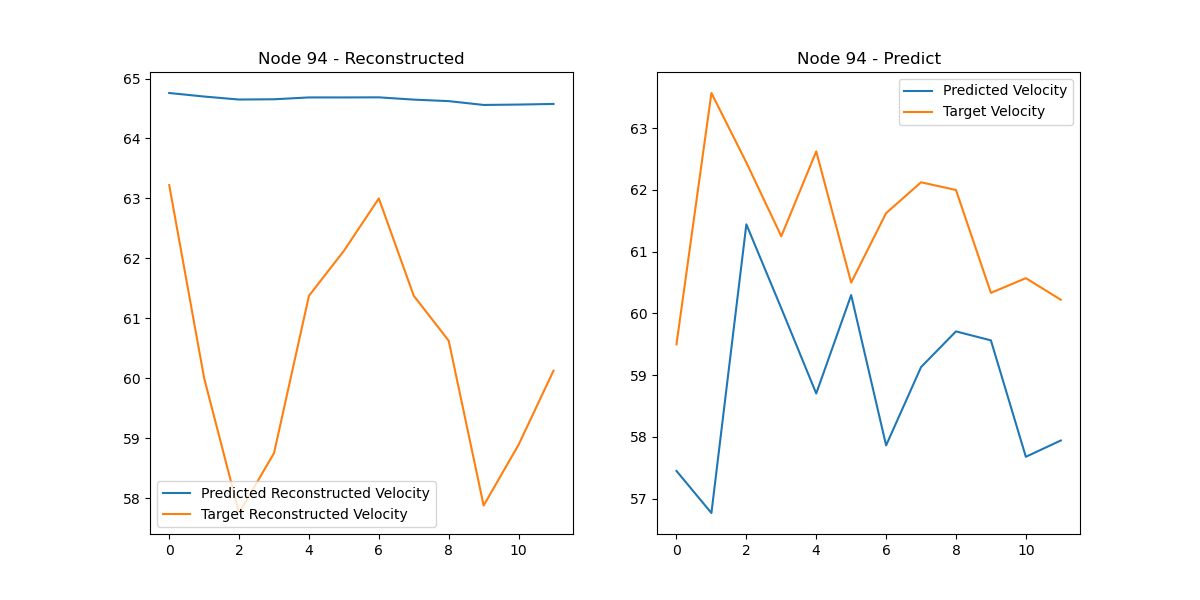 Node 94 - Reconstructed
65
64
63
62
61
60
59
58
0 2 4 6 8 10
Predicted Reconstructed Velocity
Target Reconstructed Velocity
Node 94 - Predict
63
62
61
60
59
58
57
0 2 4 6 8 10
Predicted Velocity
Target Velocity